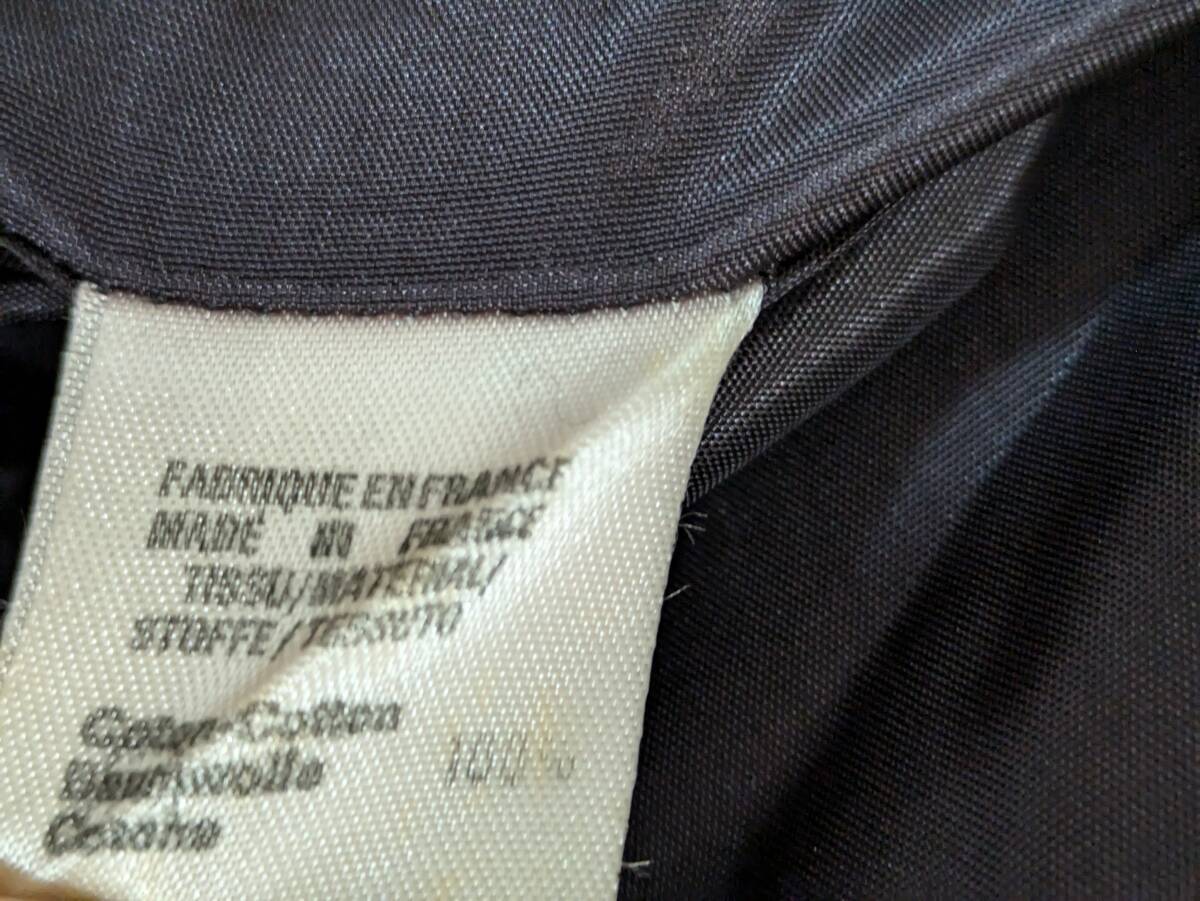 FABRIQUE EN FRANCE
MADE IN FRANCE
TISSU/MATERIAL/
STOFFE/TESSUTO
Coton Cotton
Baumwolle 100%
Cotone